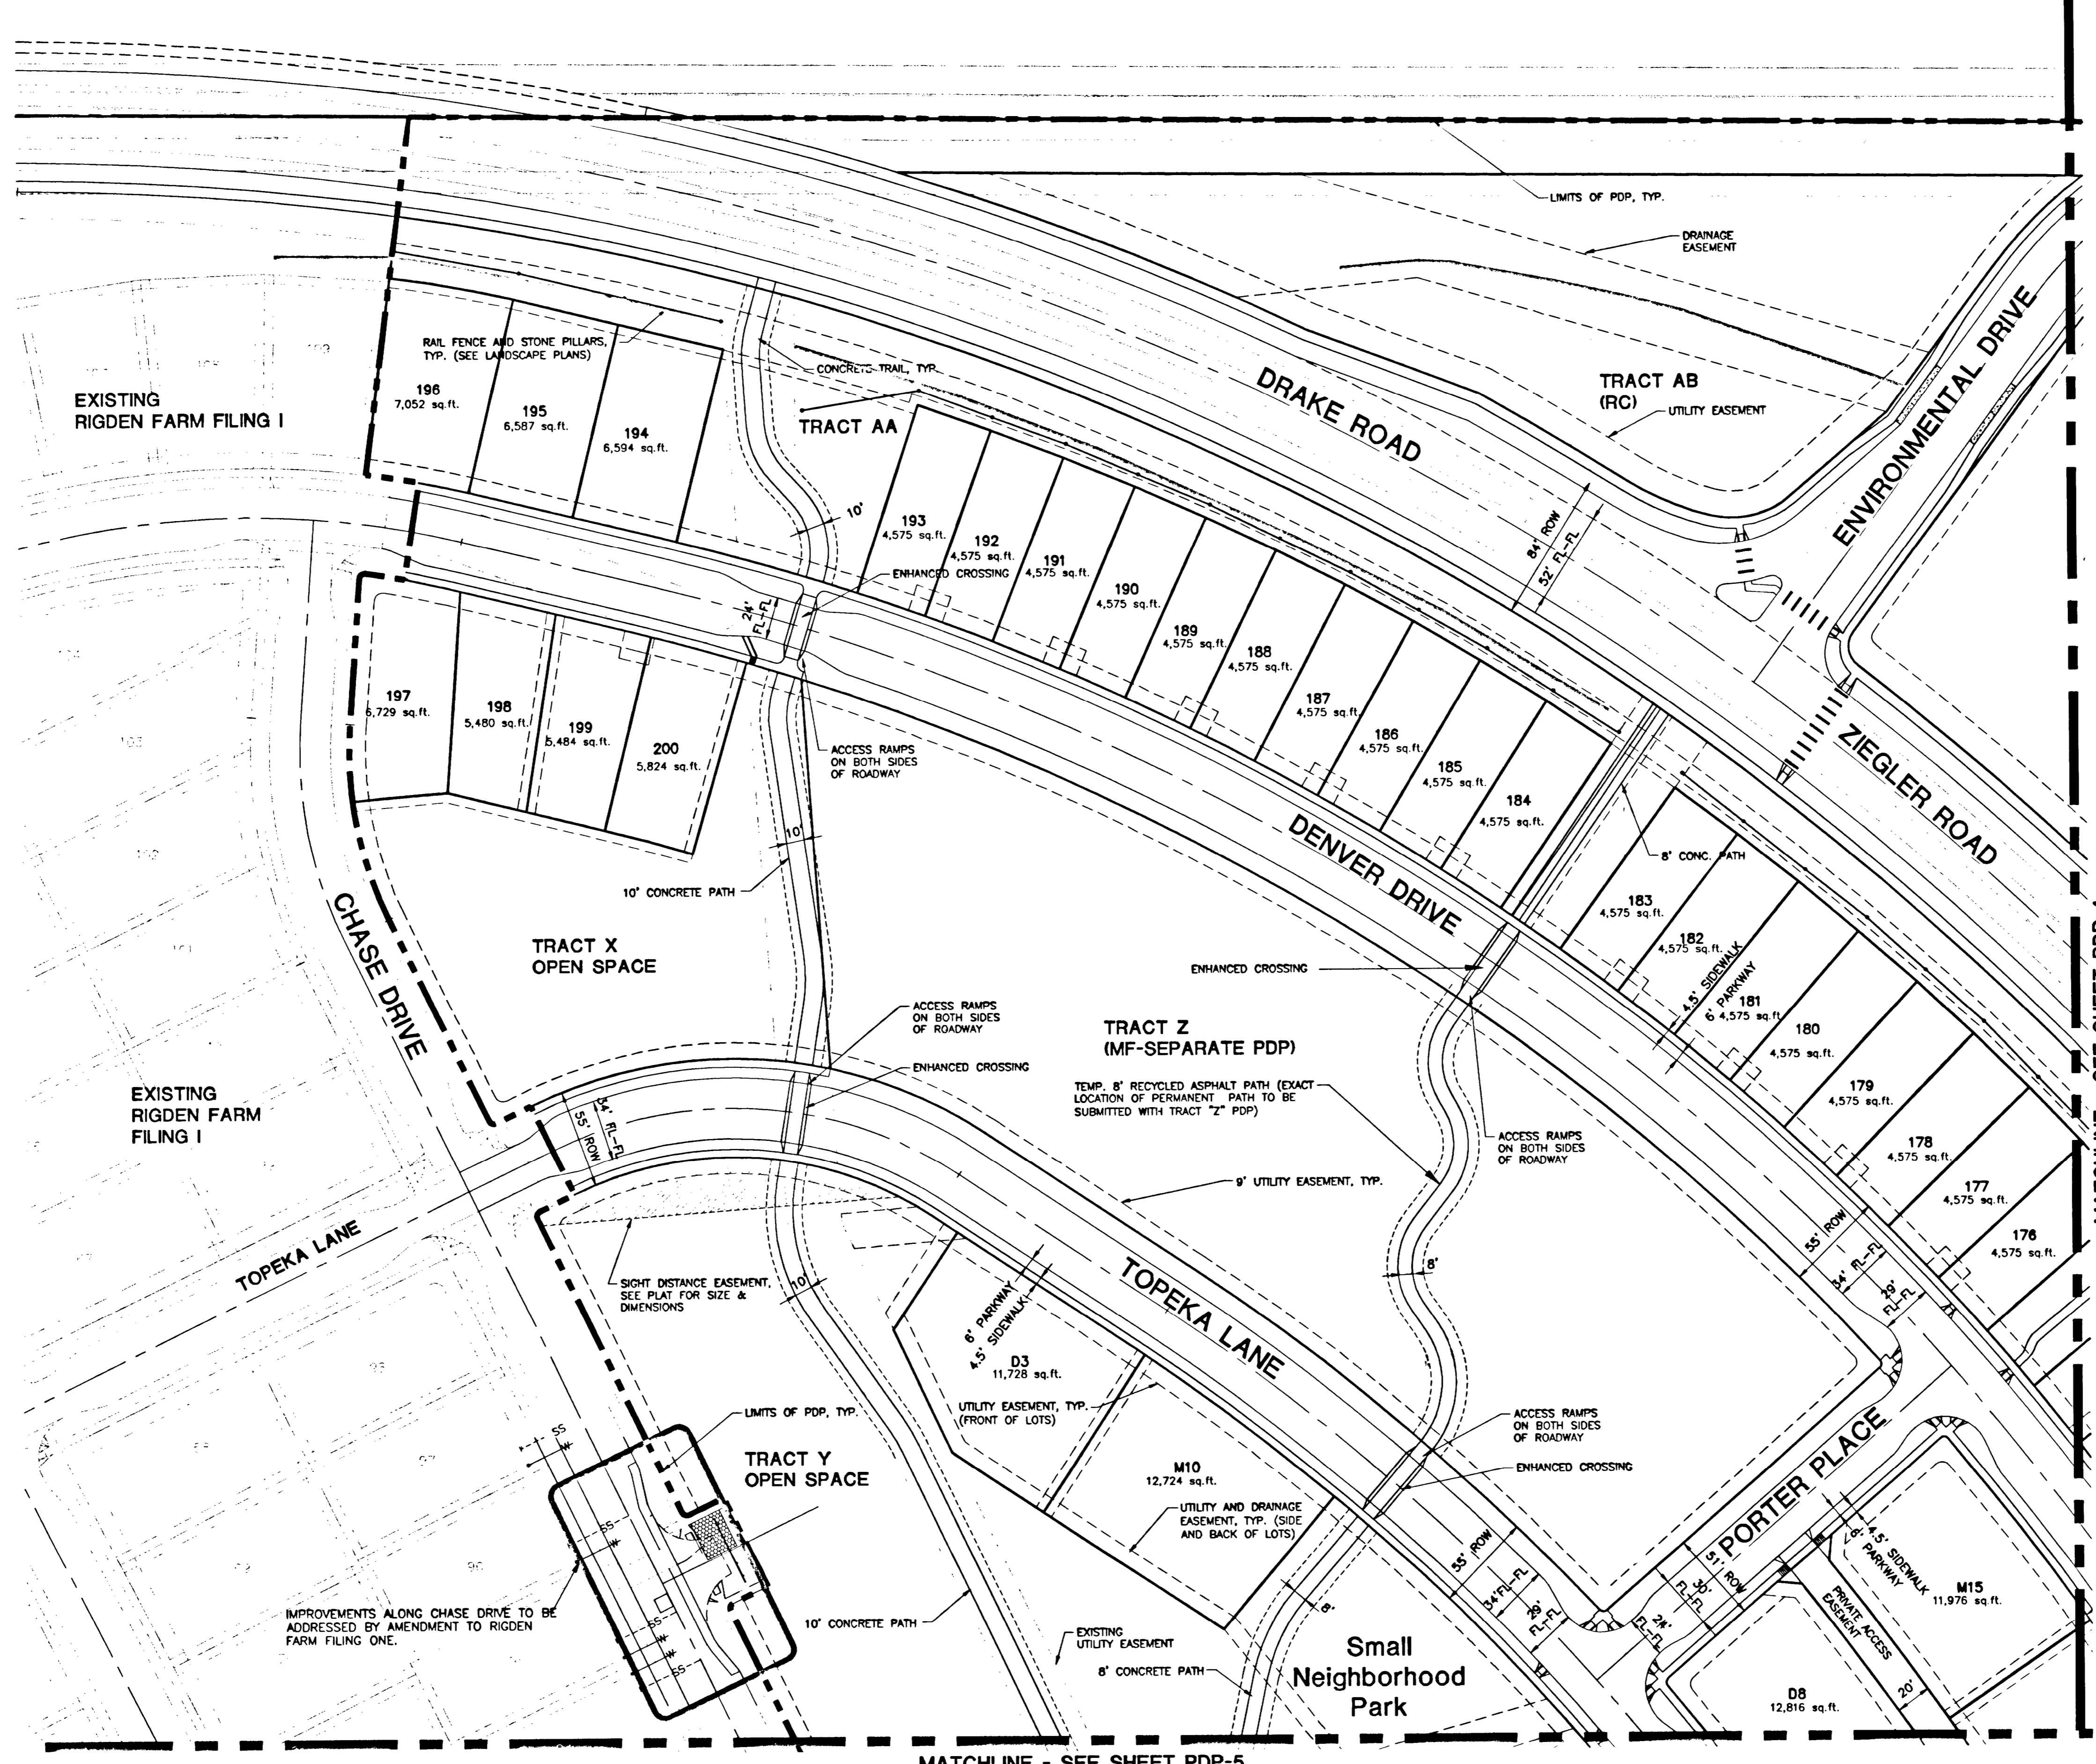 LIMITS OF PDP, TYP.
DRAINAGE
EASEMENT
ENVIRONMENTAL DRIVE
RAIL FENCE AND STONE PILLARS,
TYP. (SEE LANDSCAPE PLANS)
CONCRETE TRAIL, TYP.
EXISTING
RIGDEN FARM FILING I
196
7,052 sq.ft.
195
6,587 sq.ft.
194
6,594 sq.ft.
TRACT AA
DRAKE ROAD
TRACT AB
(RC)
UTILITY EASEMENT
10'
84' ROW
52' FL-FL
193
4,575 sq.ft.
192
4,575 sq.ft.
191
4,575 sq.ft.
190
4,575 sq.ft.
189
4,575 sq.ft.
188
4,575 sq.ft.
187
4,575 sq.ft.
186
4,575 sq.ft.
185
4,575 sq.ft.
184
4,575 sq.ft.
ENHANCED CROSSING
24'
FL-FL
197
6,729 sq.ft.
198
5,480 sq.ft.
199
5,484 sq.ft.
200
5,824 sq.ft.
ACCESS RAMPS
ON BOTH SIDES
OF ROADWAY
ZIEGLER ROAD
DENVER DRIVE
8' CONC. PATH
10'
10' CONCRETE PATH
183
4,575 sq.ft.
182
4,575 sq.ft.
4.5' SIDEWALK
6' PARKWAY
181
4,575 sq.ft.
180
4,575 sq.ft.
179
4,575 sq.ft.
178
4,575 sq.ft.
177
4,575 sq.ft.
176
4,575 sq.ft.
CHASE DRIVE
TRACT X
OPEN SPACE
ENHANCED CROSSING
ACCESS RAMPS
ON BOTH SIDES
OF ROADWAY
ENHANCED CROSSING
TRACT Z
(MF-SEPARATE PDP)
TEMP. 8' RECYCLED ASPHALT PATH (EXACT
LOCATION OF PERMANENT PATH TO BE
SUBMITTED WITH TRACT "Z" PDP)
ACCESS RAMPS
ON BOTH SIDES
OF ROADWAY
EXISTING
RIGDEN FARM
FILING I
34' FL-FL
55' ROW
9' UTILITY EASEMENT, TYP.
TOPEKA LANE
SIGHT DISTANCE EASEMENT,
SEE PLAT FOR SIZE &
DIMENSIONS
10'
8'
55' ROW
34' FL-FL
29'
FL-FL
6' PARKWAY
4.5' SIDEWALK
TOPEKA LANE
D3
11,728 sq.ft.
UTILITY EASEMENT, TYP.
(FRONT OF LOTS)
LIMITS OF PDP, TYP.
TRACT Y
OPEN SPACE
M10
12,724 sq.ft.
UTILITY AND DRAINAGE
EASEMENT, TYP. (SIDE
AND BACK OF LOTS)
ACCESS RAMPS
ON BOTH SIDES
OF ROADWAY
ENHANCED CROSSING
PORTER PLACE
55' ROW
34' FL-FL
29'
FL-FL
51' ROW
30'
FL-FL
24'
FL-FL
4.5' SIDEWALK
6' PARKWAY
PRIVATE ACCESS
EASEMENT
M15
11,976 sq.ft.
20'
D8
12,816 sq.ft.
SS
W
SS
W
SS
W
W
SS
IMPROVEMENTS ALONG CHASE DRIVE TO BE
ADDRESSED BY AMENDMENT TO RIGDEN
FARM FILING ONE.
10' CONCRETE PATH
EXISTING
UTILITY EASEMENT
8' CONCRETE PATH
8'
Small
Neighborhood
Park
MATCHLINE - SEE SHEET PDP-5